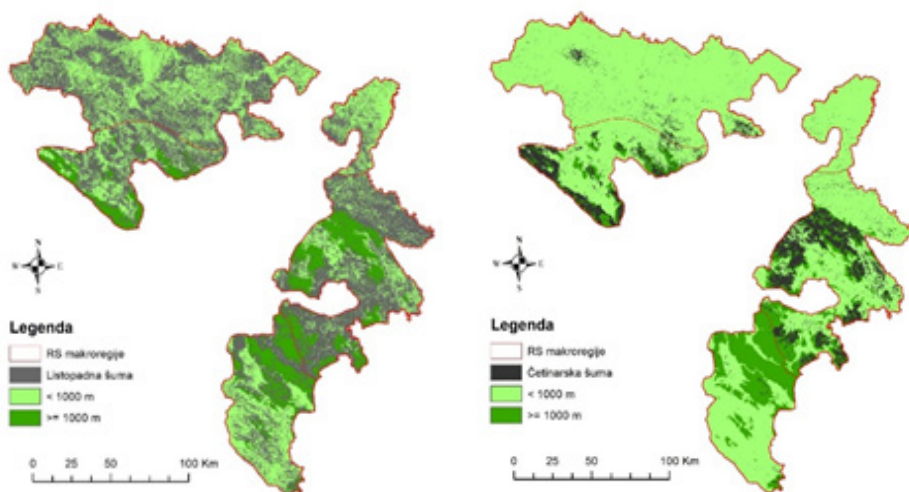 N
W E
S
Legenda
RS makroregije
Listopadna šuma
< 1000 m
>= 1000 m
0 25 50 100 Km
N
W E
S
Legenda
RS makroregije
Četinarska šuma
< 1000 m
>= 1000 m
0 25 50 100 Km